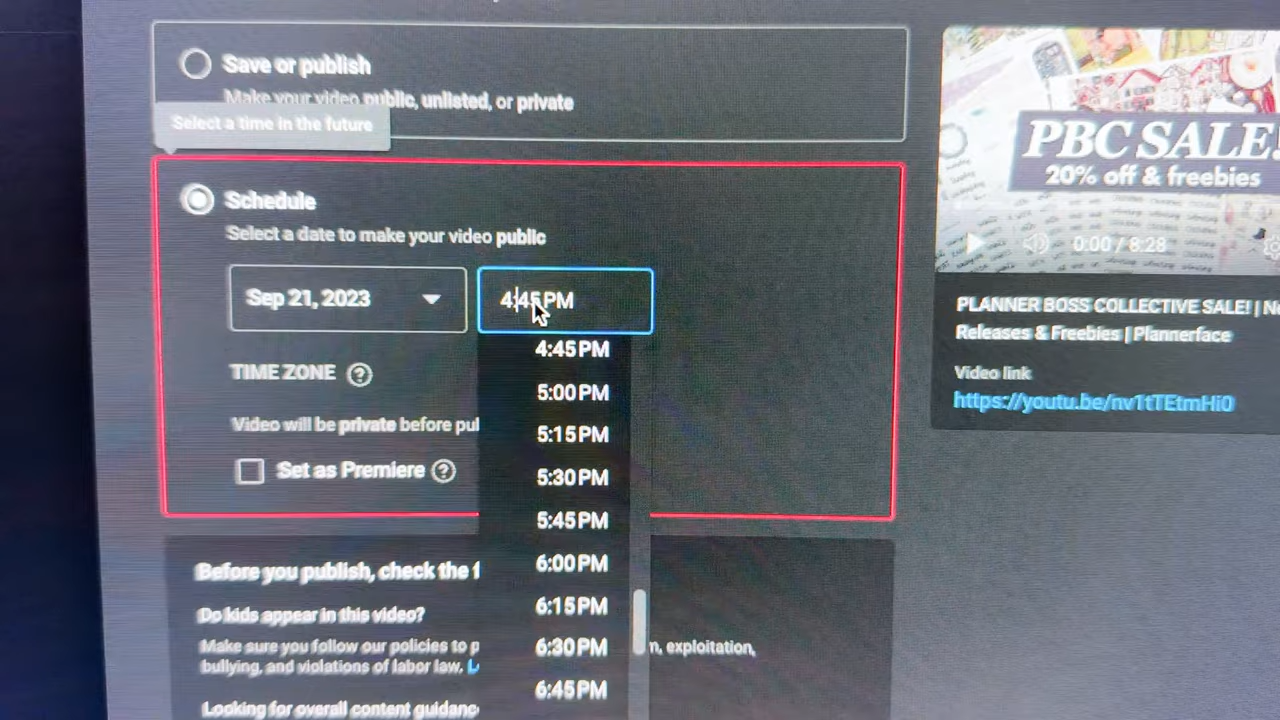 Save or publish
Make your video public, unlisted, or private
Select a time in the future
Schedule
Select a date to make your video public
Sep 21, 2023
4:45 PM
4:45 PM
5:00 PM
5:15 PM
5:30 PM
5:45 PM
6:00 PM
6:15 PM
6:30 PM
6:45 PM
TIME ZONE
Video will be private before pu
Set as Premiere
Before you publish, check the f
Do kids appear in this video?
Make sure you follow our policies to p
n, exploitation,
bullying, and violations of labor law. L
Looking for overall content guidanc
PBC SALE!
20% off & freebies
0:00 / 8:28
PLANNER BOSS COLLECTIVE SALE! | N
Releases & Freebies | Plannerface
Video link
https://youtu.be/nv1tTEtmHi0